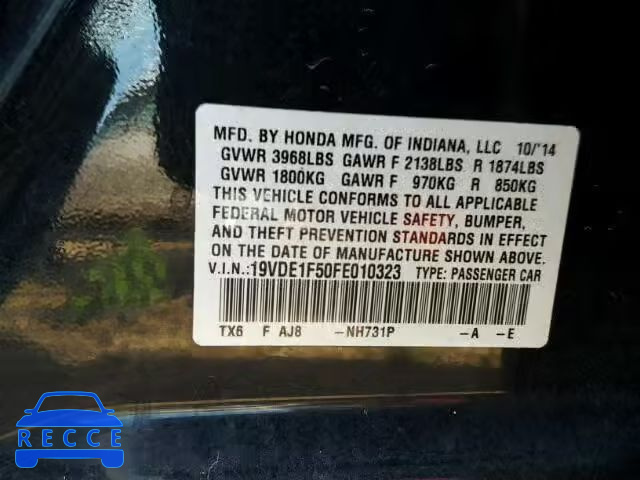 MFD. BY HONDA MFG. OF INDIANA, LLC 10/'14
GVWR 3968LBS GAWR F 2138LBS R 1874LBS
GVWR 1800KG GAWR F 970KG R 850KG
THIS VEHICLE CONFORMS TO ALL APPLICABLE
FEDERAL MOTOR VEHICLE SAFETY, BUMPER,
AND THEFT PREVENTION STANDARDS IN EFFECT
ON THE DATE OF MANUFACTURE SHOWN ABOVE.
V.I.N.:19VDE1F50FE010323 TYPE: PASSENGER CAR
TX6 F AJ8 -NH731P -A -E
RECCE